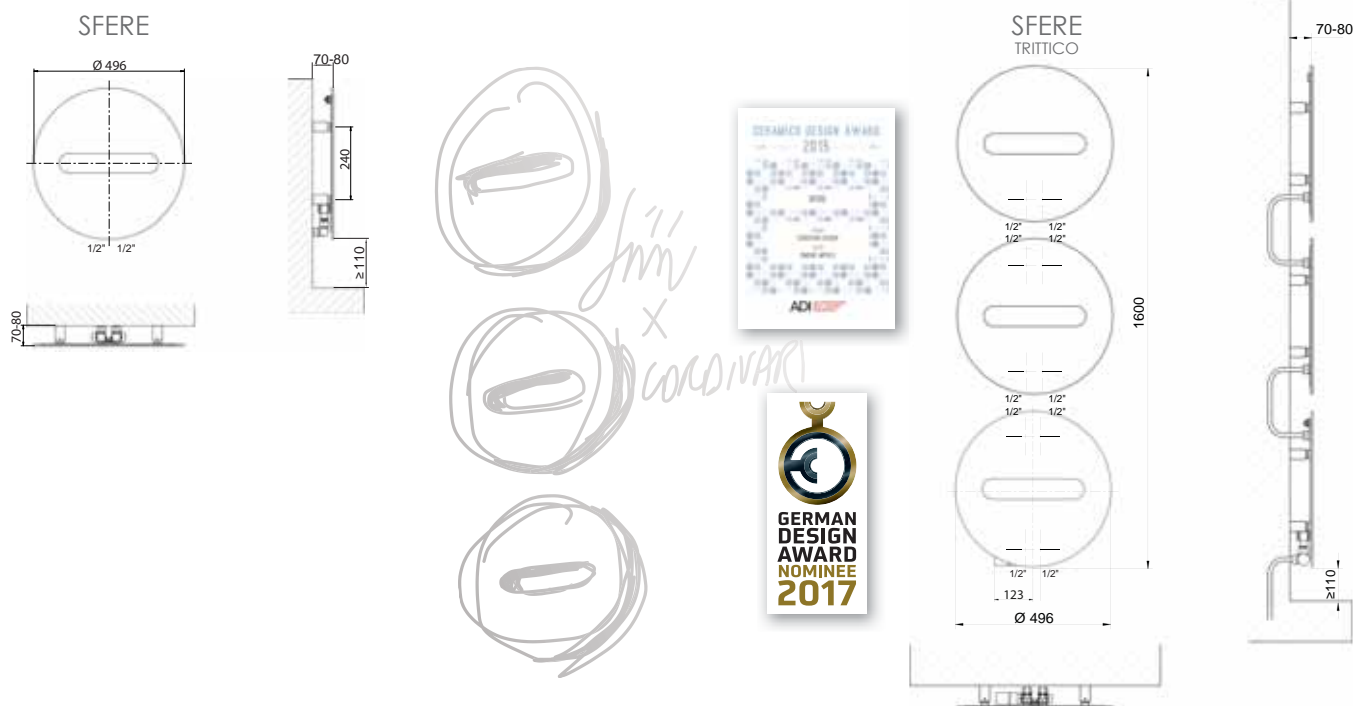 SFERE
Ø 496
1/2" 1/2"
70-80
240
≥110
70-80
X
CORDIVARI
CERAMICS DESIGN AWARD
2015
ADI
GERMAN
DESIGN
AWARD
NOMINEE
2017
SFERE
TRITTICO
1/2" 1/2"
1/2" 1/2"
1/2" 1/2"
1/2" 1/2"
1/2" 1/2"
123
Ø 496
1600
70-80
≥110